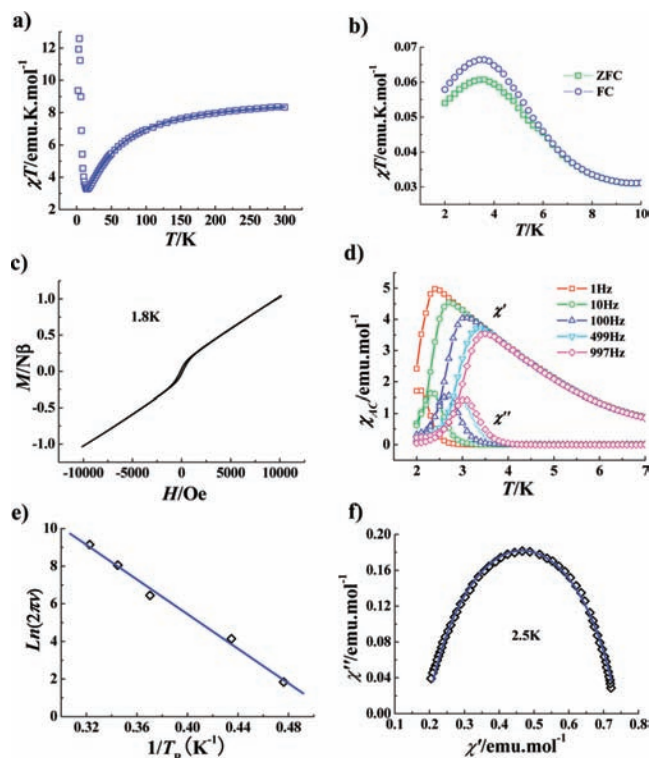 a)
χT/emu.K.mol⁻¹
12
10
8
6
4
2
0 50 100 150 200 250 300
T/K
b)
χT/emu.K.mol⁻¹
0.07
0.06
0.05
0.04
0.03
ZFC
FC
2 4 6 8 10
T/K
c)
M/Nβ
1.0
0.5
0.0
-0.5
-1.0
1.8K
-10000 -5000 0 5000 10000
H/Oe
d)
χAC/emu.mol⁻¹
5
4
3
2
1
0
χ'
χ''
1Hz
10Hz
100Hz
499Hz
997Hz
2 3 4 5 6 7
T/K
e)
Ln(2πν)
10
8
6
4
2
0
0.32 0.36 0.40 0.44 0.48
1/TB(K⁻¹)
f)
χ''/emu.mol⁻¹
0.20
0.16
0.12
0.08
0.04
0.00
2.5K
0.1 0.2 0.3 0.4 0.5 0.6 0.7 0.8
χ'/emu.mol⁻¹